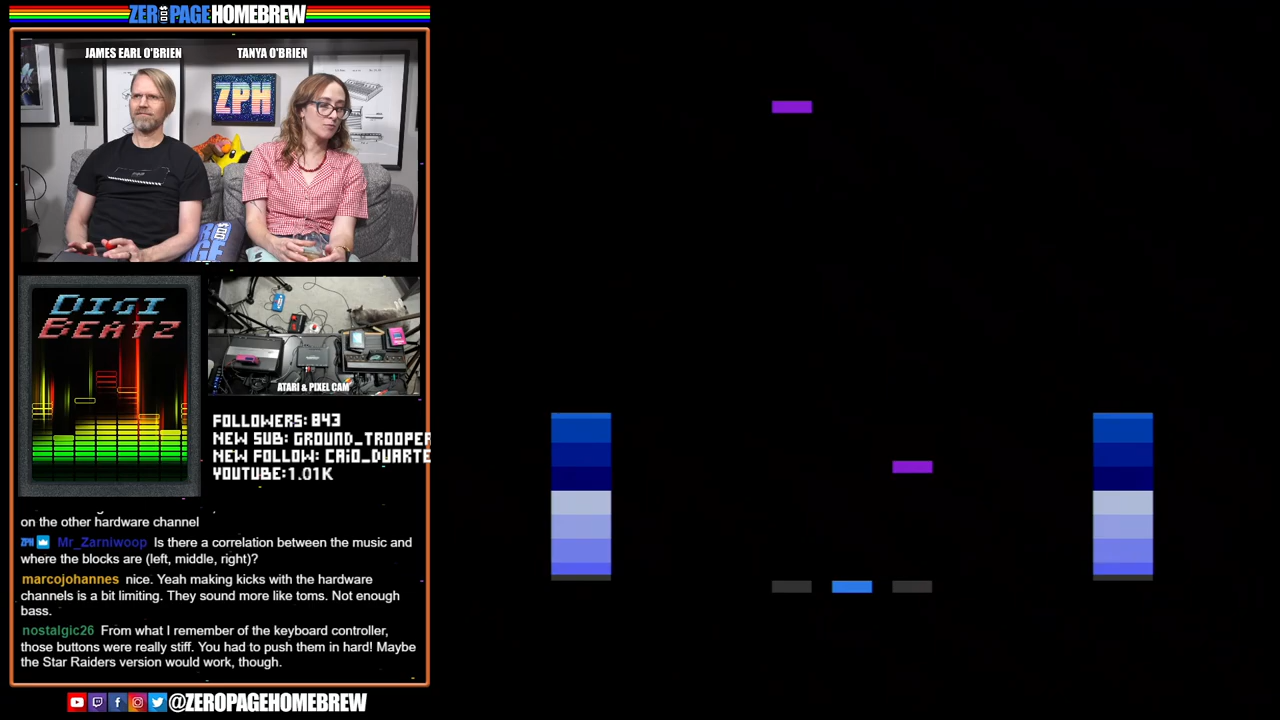 ZERO PAGE HOMEBREW
JAMES EARL O'BRIEN
TANYA O'BRIEN
ZPH
DIGI
BEATZ
ATARI & PIXEL CAM
FOLLOWERS: 843
NEW SUB: GROUND_TROOPER
NEW FOLLOW: CAIO_DUARTE
YOUTUBE:1.01K
on the other hardware channel
ZPH Mr_Zarniwoop Is there a correlation between the music and
where the blocks are (left, middle, right)?
marcojohannes nice. Yeah making kicks with the hardware
channels is a bit limiting. They sound more like toms. Not enough
bass.
nostalgic26 From what I remember of the keyboard controller,
those buttons were really stiff. You had to push them in hard! Maybe
the Star Raiders version would work, though.
@ZEROPAGEHOMEBREW